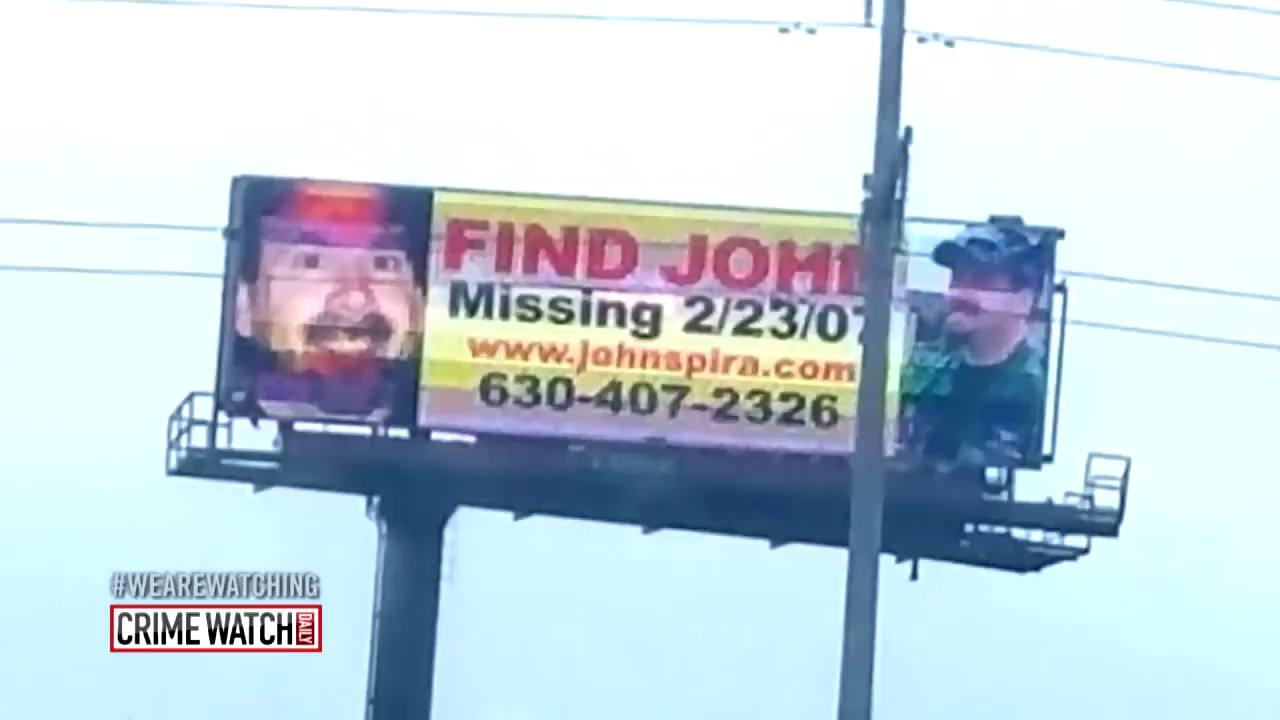 FIND JOHN
Missing 2/23/07
www.johnspira.com
630-407-2326
#WEAREWATCHING
CRIME WATCH DAILY